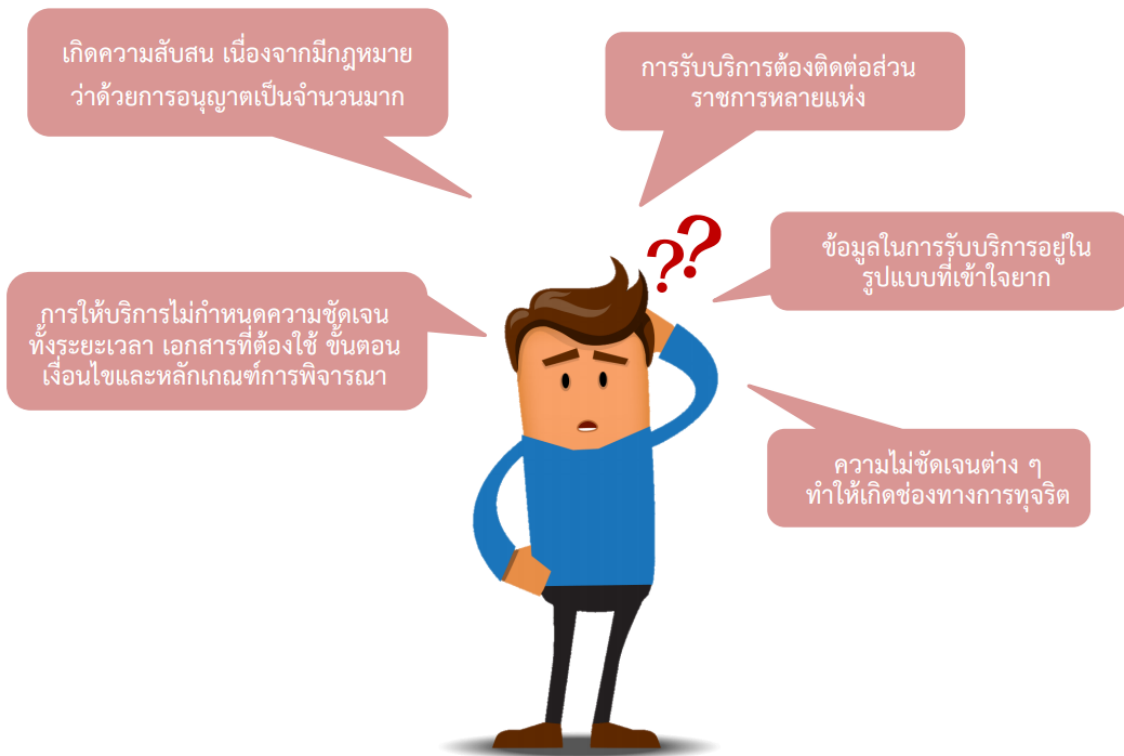 เกิดความสับสน เนื่องจากมีกฎหมาย
ว่าด้วยการอนุญาตเป็นจำนวนมาก
การรับบริการต้องติดต่อส่วน
ราชการหลายแห่ง
??
ข้อมูลในการรับบริการอยู่ใน
รูปแบบที่เข้าใจยาก
การให้บริการไม่กำหนดความชัดเจน
ทั้งระยะเวลา เอกสารที่ต้องใช้ ขั้นตอน
เงื่อนไขและหลักเกณฑ์การพิจารณา
ความไม่ชัดเจนต่าง ๆ
ทำให้เกิดช่องทางการทุจริต